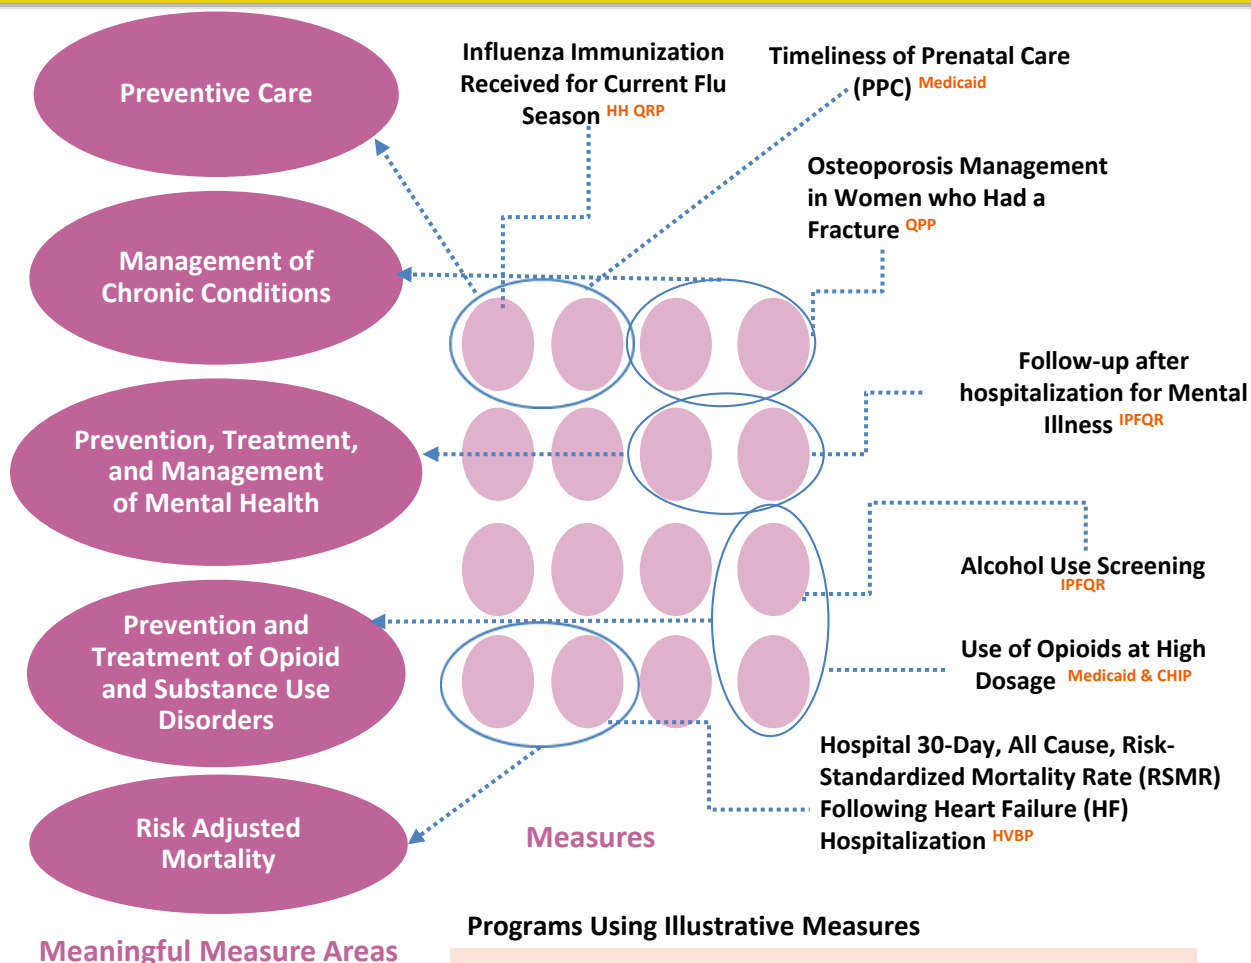 Preventive Care
Management of
Chronic Conditions
Prevention, Treatment,
and Management
of Mental Health
Prevention and
Treatment of Opioid
and Substance Use
Disorders
Risk Adjusted
Mortality
Meaningful Measure Areas
Influenza Immunization
Received for Current Flu
Season HH QRP
Timeliness of Prenatal Care
(PPC) Medicaid
Osteoporosis Management
in Women who Had a
Fracture QPP
Follow-up after
hospitalization for Mental
Illness IPFQR
Alcohol Use Screening
IPFQR
Use of Opioids at High
Dosage Medicaid & CHIP
Hospital 30-Day, All Cause, Risk-
Standardized Mortality Rate (RSMR)
Following Heart Failure (HF)
Hospitalization HVBP
Measures
Programs Using Illustrative Measures